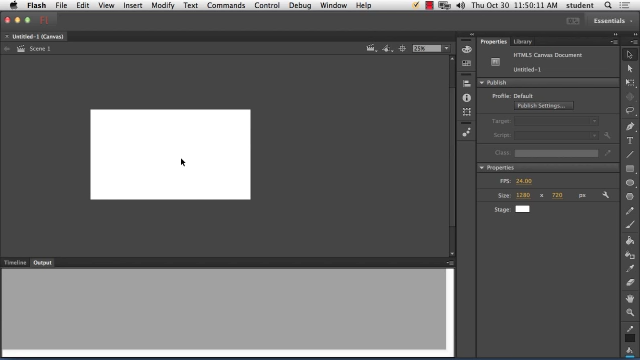 Flash File Edit View Insert Modify Text Commands Control Debug Window Help Thu Oct 30 11:50:11 AM student
Essentials
Untitled-1 (Canvas)
Scene 1
25%
Properties Library
HTML5 Canvas Document
Untitled-1
Publish
Profile: Default
Publish Settings...
Target:
Script:
Class:
Properties
FPS: 24.00
Size: 1280 x 720 px
Stage:
Timeline Output